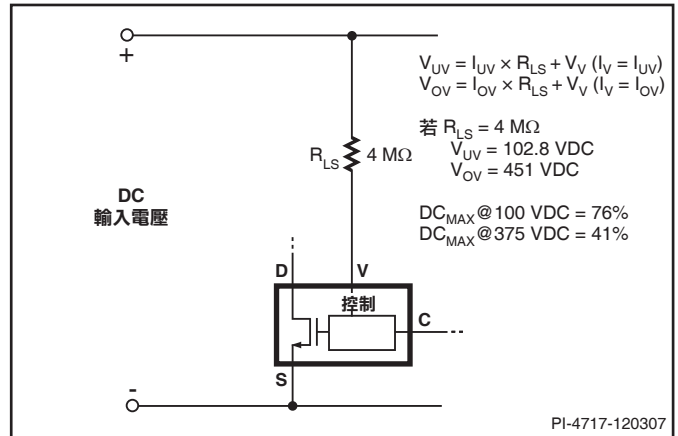 +
V_UV = I_UV × R_LS + V_V (I_V = I_UV)
V_OV = I_OV × R_LS + V_V (I_V = I_OV)
若 R_LS = 4 MΩ
V_UV = 102.8 VDC
V_OV = 451 VDC
DC_MAX@100 VDC = 76%
DC_MAX@375 VDC = 41%
R_LS 4 MΩ
DC
輸入電壓
D
V
控制
C
S
-
PI-4717-120307